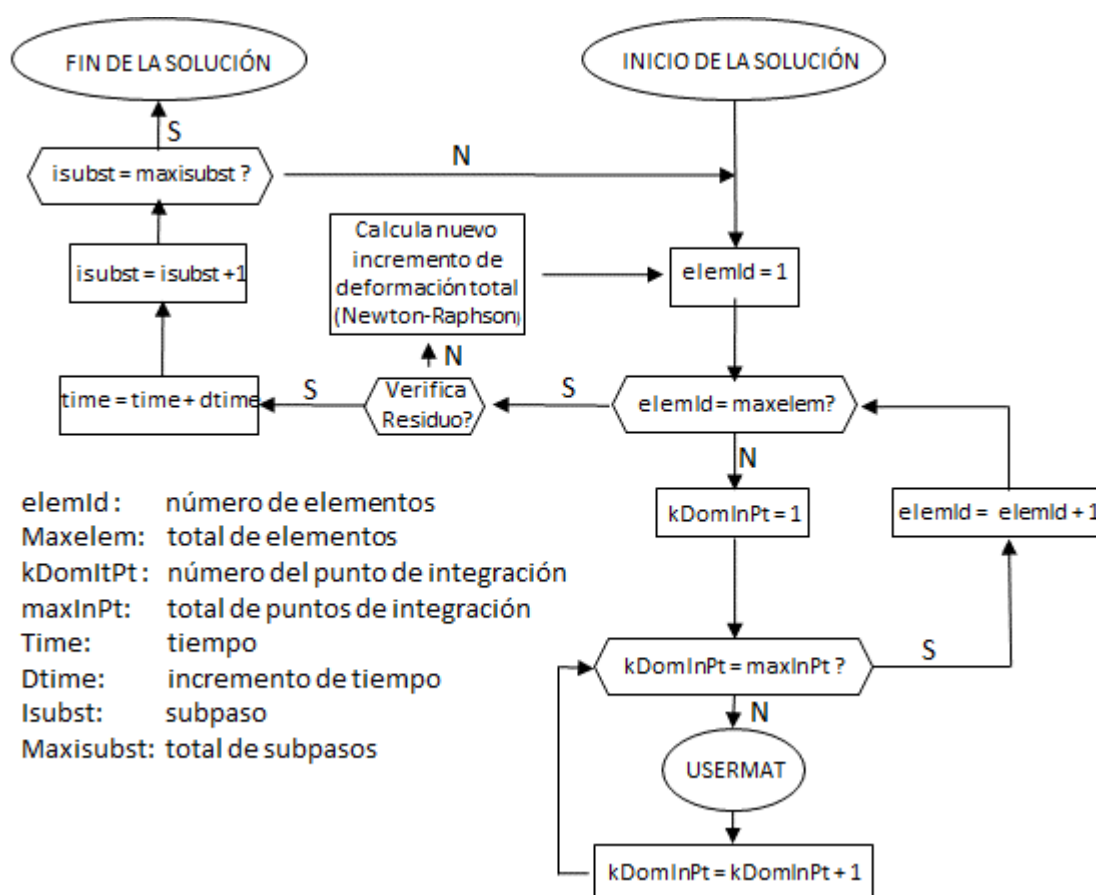 FIN DE LA SOLUCIÓN
INICIO DE LA SOLUCIÓN
S
isubst = maxisubst ?
N
Calcula nuevo
incremento de
deformación total
(Newton-Raphson)
isubst = isubst +1
elemId = 1
N
time = time + dtime
S
Verifica
Residuo?
S
elemId = maxelem?
N
kDomInPt = 1
elemId = elemId + 1
elemId : número de elementos
Maxelem: total de elementos
kDomItPt : número del punto de integración
maxInPt: total de puntos de integración
Time: tiempo
Dtime: incremento de tiempo
Isubst: subpaso
Maxisubst: total de subpasos
kDomInPt = maxInPt ?
S
N
USERMAT
kDomInPt = kDomInPt + 1